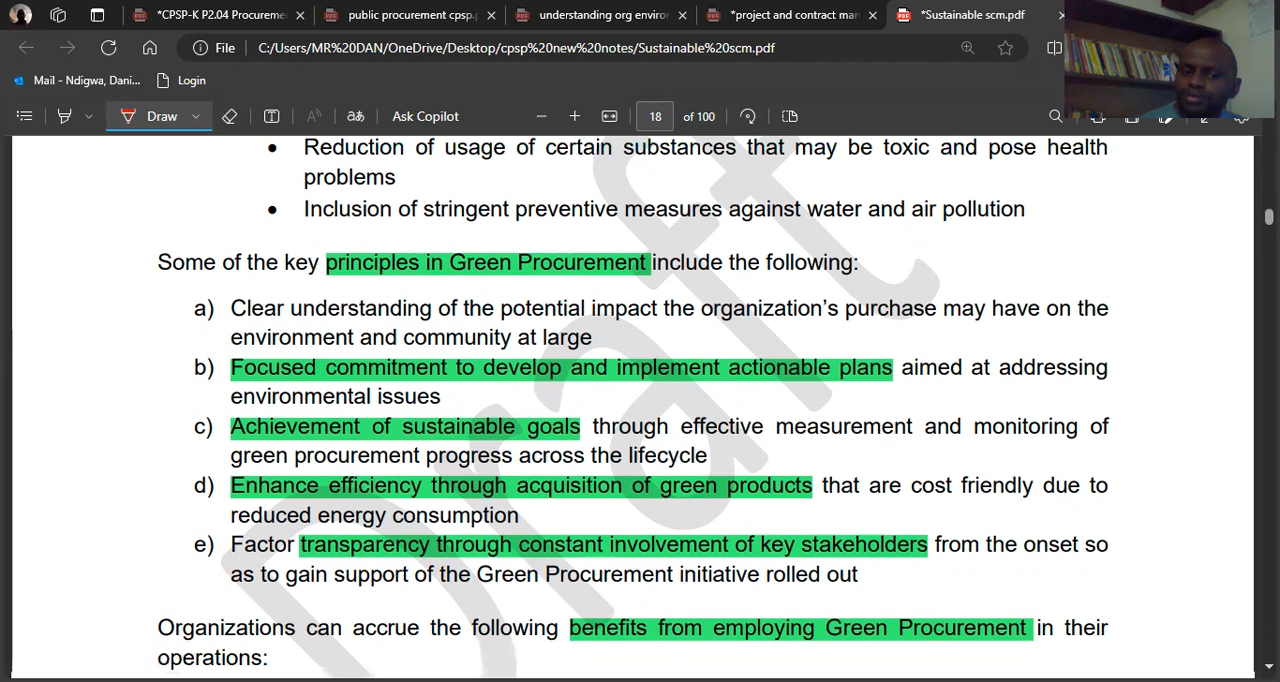 *CPSP-K P2.04 Procureme
public procurement cpsp.
understanding org enviro
*project and contract mar
*Sustainable scm.pdf
File
C:/Users/MR%20DAN/OneDrive/Desktop/cpsp%20new%20notes/Sustainable%20scm.pdf
Mail - Ndigwa, Dani...
Login
Draw
Ask Copilot
18 of 100
• Reduction of usage of certain substances that may be toxic and pose health
problems
• Inclusion of stringent preventive measures against water and air pollution
Some of the key principles in Green Procurement include the following:
a) Clear understanding of the potential impact the organization's purchase may have on the
environment and community at large
b) Focused commitment to develop and implement actionable plans aimed at addressing
environmental issues
c) Achievement of sustainable goals through effective measurement and monitoring of
green procurement progress across the lifecycle
d) Enhance efficiency through acquisition of green products that are cost friendly due to
reduced energy consumption
e) Factor transparency through constant involvement of key stakeholders from the onset so
as to gain support of the Green Procurement initiative rolled out
Organizations can accrue the following benefits from employing Green Procurement in their
operations:
Draft